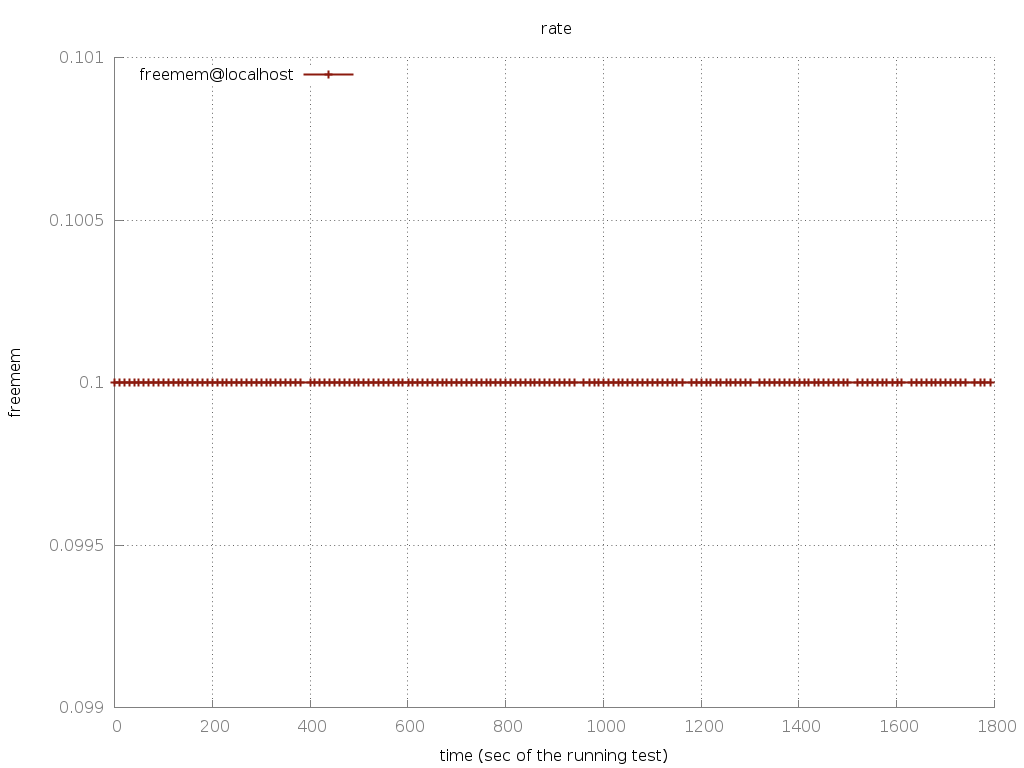 rate
freemem@localhost
0.101
0.1005
0.1
0.0995
0.099
freemem
0 200 400 600 800 1000 1200 1400 1600 1800
time (sec of the running test)